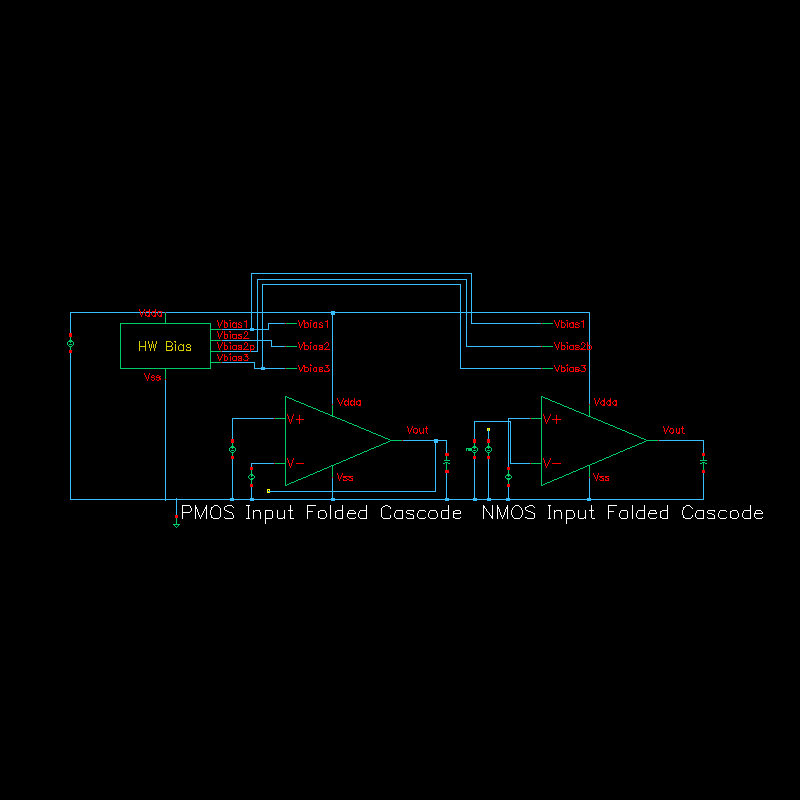 Vdda
HW Bias
Vss
Vbias1
Vbias2
Vbias2p
Vbias3
Vbias1
Vbias2
Vbias3
Vdda
V+
V-
Vss
Vout
PMOS Input Folded Cascode
Vbias1
Vbias2b
Vbias3
Vdda
V+
V-
Vss
Vout
NMOS Input Folded Cascode